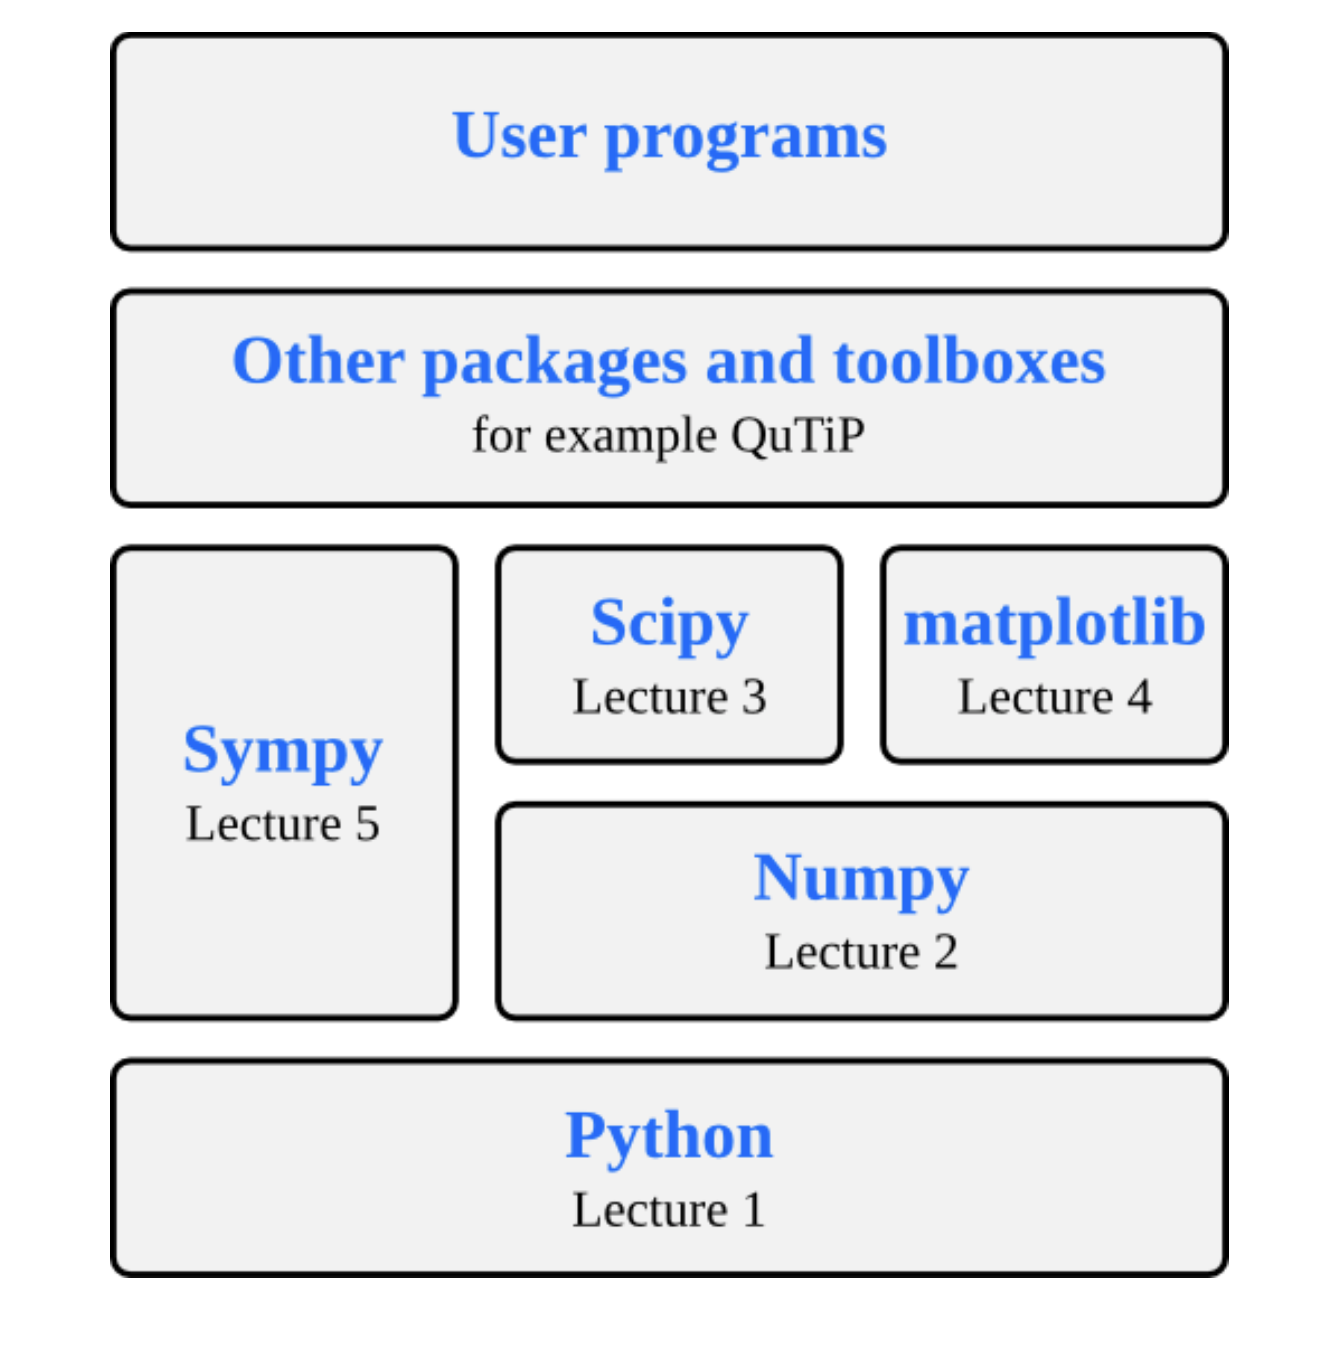 User programs
Other packages and toolboxes
for example QuTiP
Scipy
Lecture 3
matplotlib
Lecture 4
Sympy
Lecture 5
Numpy
Lecture 2
Python
Lecture 1